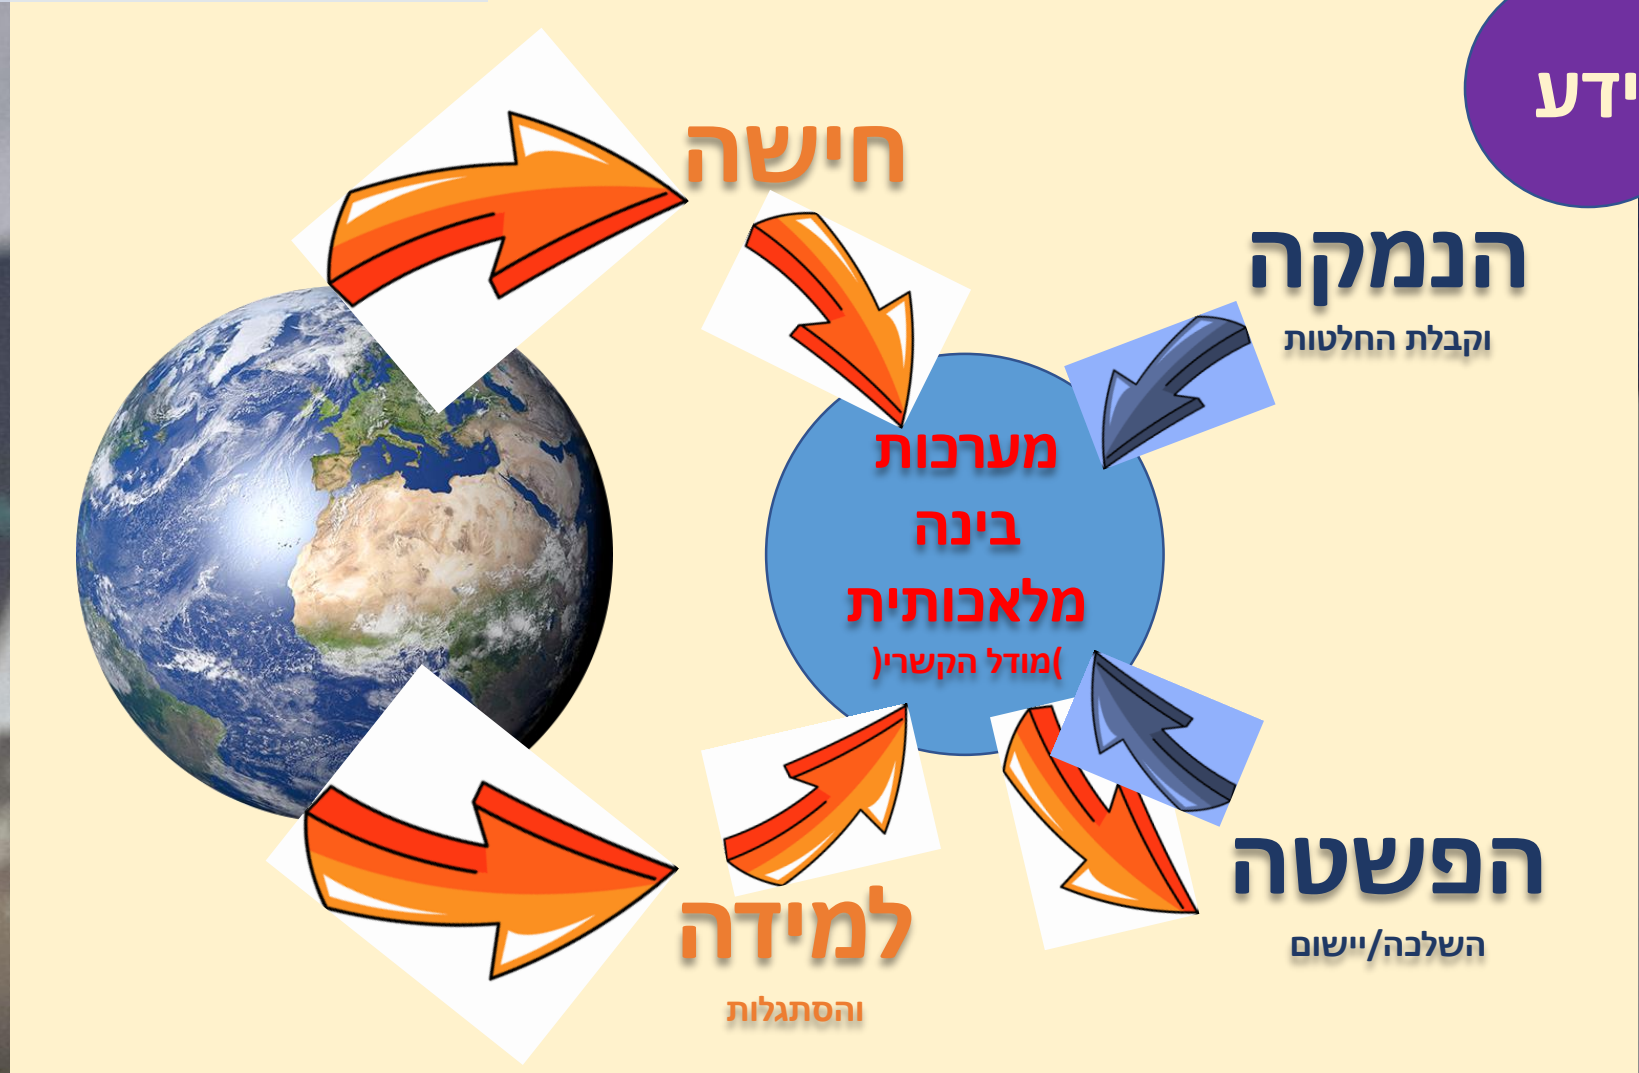 ידע
חישה
הנמקה
וקבלת החלטות
מערכות
בינה
מלאכותית
)מודל הקשרי(
הפשטה
השלכה/יישום
למידה
והסתגלות